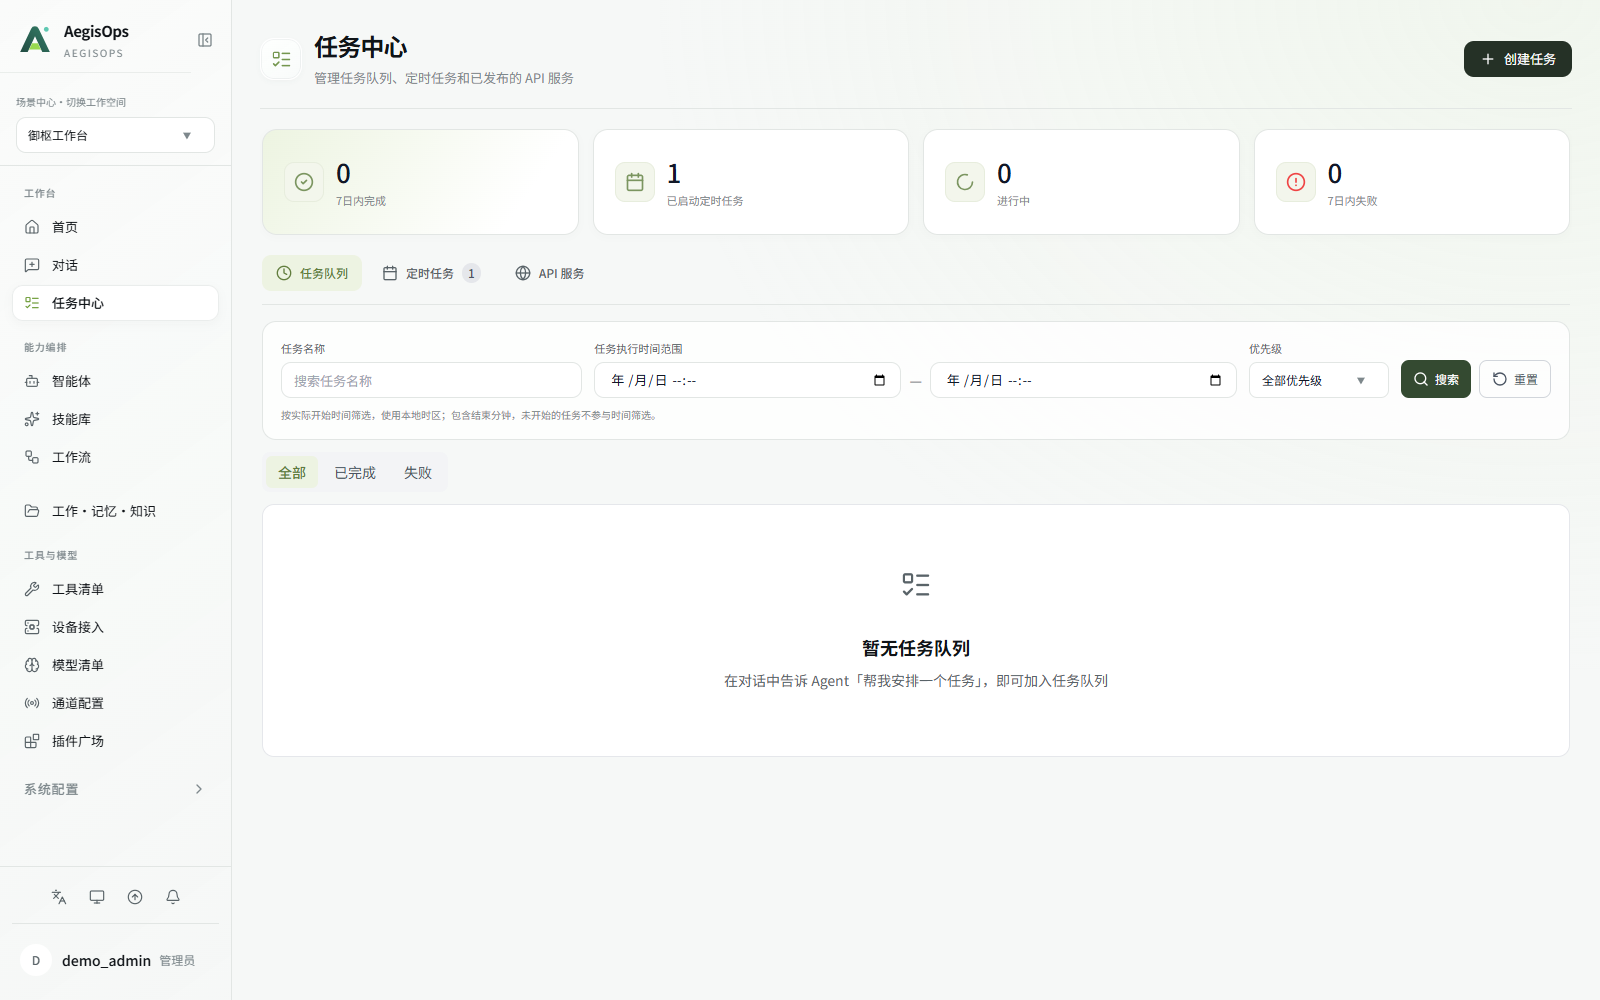 AegisOps
AEGISOPS
场景中心・切换工作空间
御枢工作台
工作台
首页
对话
任务中心
能力编排
智能体
技能库
工作流
工作・记忆・知识
工具与模型
工具清单
设备接入
模型清单
通道配置
插件广场
系统配置
D
demo_admin 管理员
任务中心
管理任务队列、定时任务和已发布的 API 服务
创建任务
0
7日内完成
1
已启动定时任务
0
进行中
0
7日内失败
任务队列
定时任务 1
API 服务
任务名称
搜索任务名称
任务执行时间范围
年 /月/日 --:--
—
年 /月/日 --:--
优先级
全部优先级
搜索
重置
按实际开始时间筛选，使用本地时区；包含结束分钟，未开始的任务不参与时间筛选。
全部
已完成
失败
暂无任务队列
在对话中告诉 Agent「帮我安排一个任务」，即可加入任务队列